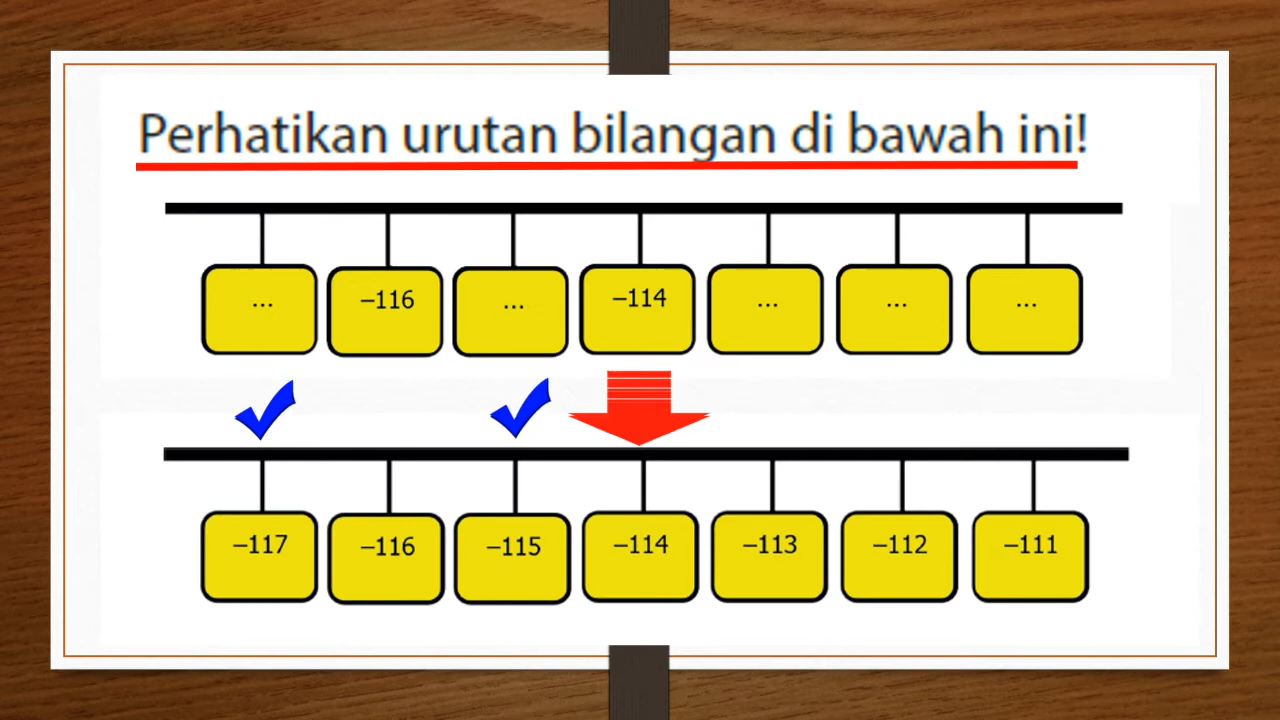 Perhatikan urutan bilangan di bawah ini!
... –116 ... –114 ... ... ...
–117 –116 –115 –114 –113 –112 –111